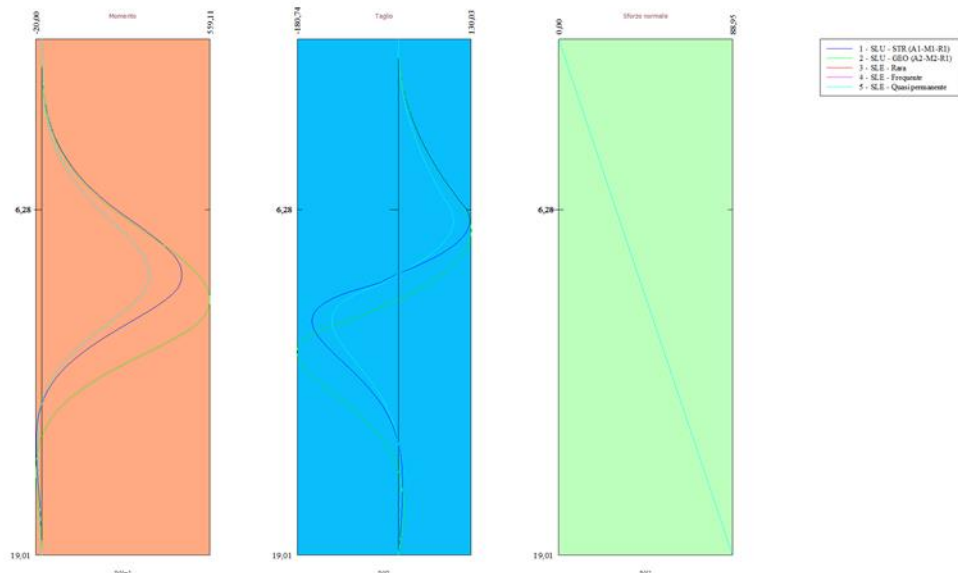 Momento
-20,00
559,11
6,28
19,01
Taglio
-180,74
130,03
6,28
19,01
Sforzo normale
0,00
88,95
6,28
19,01
1 - SLU - STR (A1-M1-R1)
2 - SLU - GEO (A2-M2-R1)
3 - SLE - Rara
4 - SLE - Frequente
5 - SLE - Quasi permanente